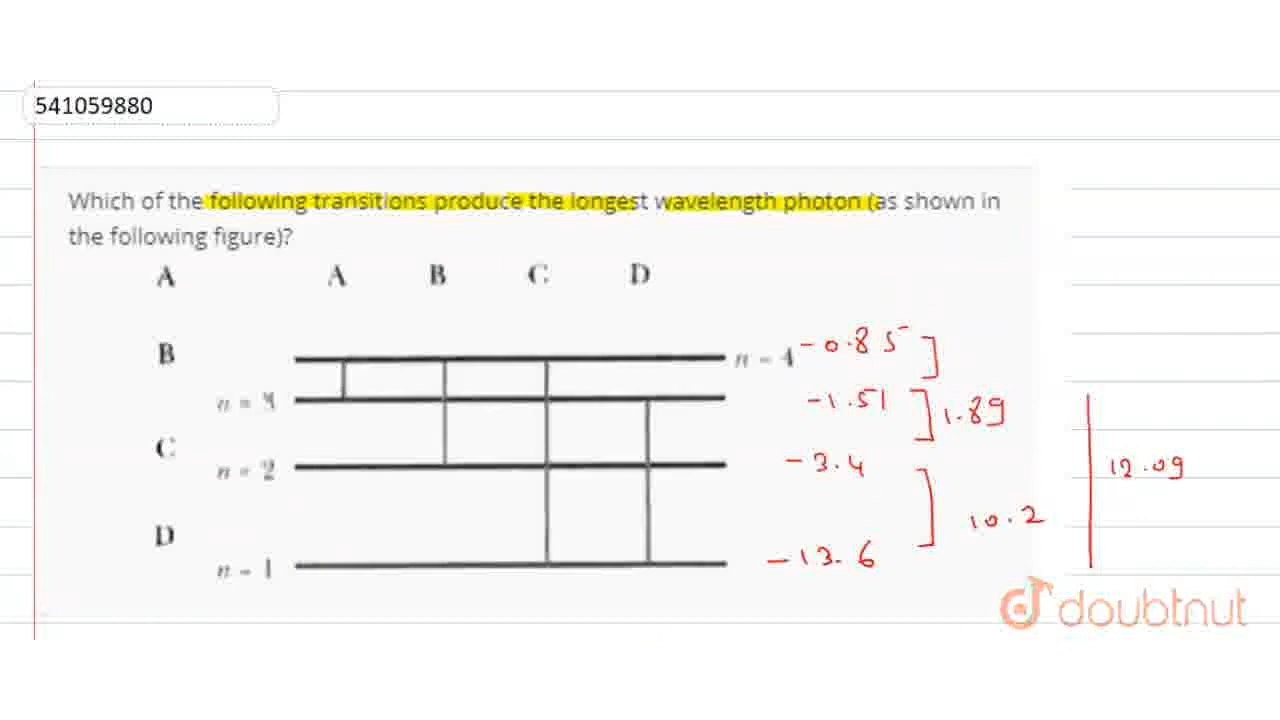 541059880
Which of the following transitions produce the longest wavelength photon (as shown in
the following figure)?
A A B C D
B n = 4 -0.85
n = 3 -1.51 1.89
C n = 2 -3.4 12.09
D 10.2
n = 1 -13.6
doubtnut